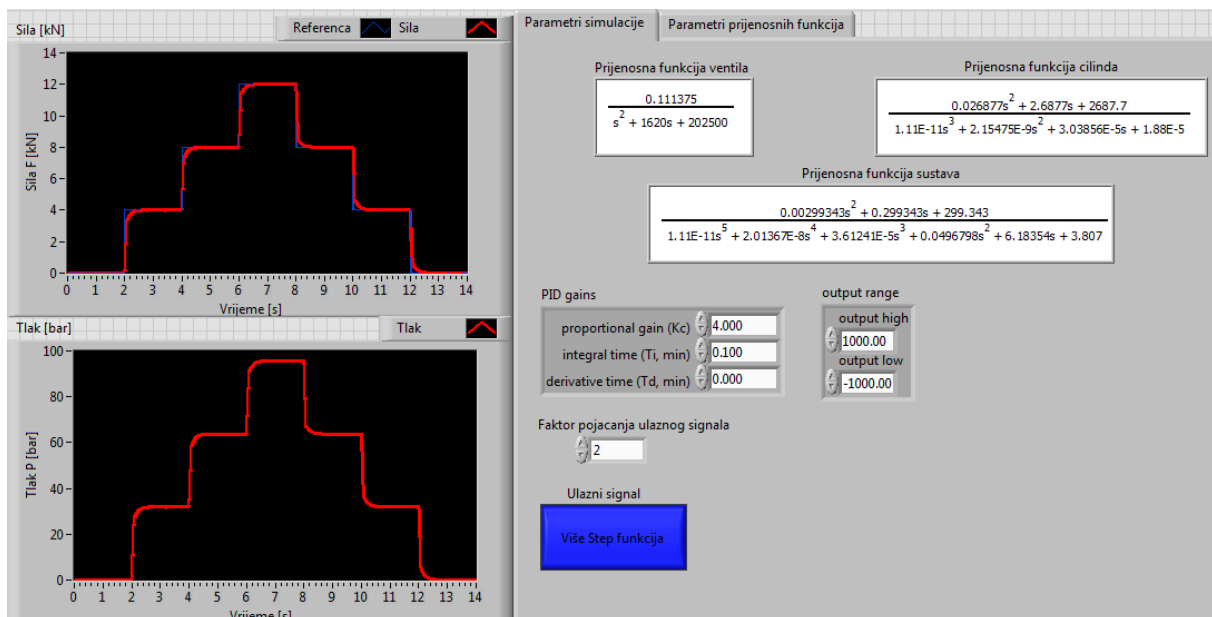 Sila [kN]
Referenca
Sila
14
12
10
8
6
4
2
0
Sila F [kN]
0 1 2 3 4 5 6 7 8 9 10 11 12 13 14
Vrijeme [s]
Tlak [bar]
Tlak
100
80
60
40
20
0
Tlak P [bar]
0 1 2 3 4 5 6 7 8 9 10 11 12 13 14
Vrijeme [s]
Parametri simulacije
Parametri prijenosnih funkcija
Prijenosna funkcija ventila
0.111375
s^2 + 1620s + 202500
Prijenosna funkcija cilinda
0.026877s^2 + 2.6877s + 2687.7
1.11E-11s^3 + 2.15475E-9s^2 + 3.03856E-5s + 1.88E-5
Prijenosna funkcija sustava
0.00299343s^2 + 0.299343s + 299.343
1.11E-11s^5 + 2.01367E-8s^4 + 3.61241E-5s^3 + 0.0496798s^2 + 6.18354s + 3.807
PID gains
proportional gain (Kc) 4.000
integral time (Ti, min) 0.100
derivative time (Td, min) 0.000
output range
output high
1000.00
output low
-1000.00
Faktor pojacanja ulaznog signala
2
Ulazni signal
Više Step funkcija